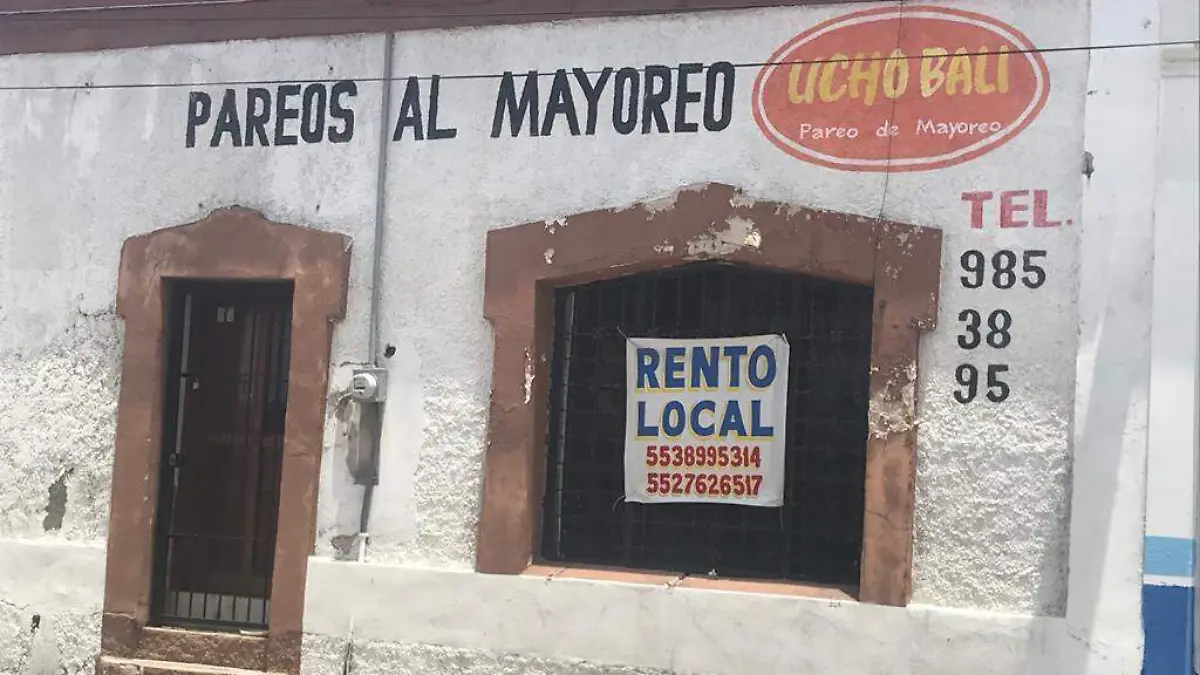 PAREOS AL MAYOREO
UCHO BALI
Pareo de Mayoreo
TEL.
985
38
95
RENTO
LOCAL
5538995314
5527626517